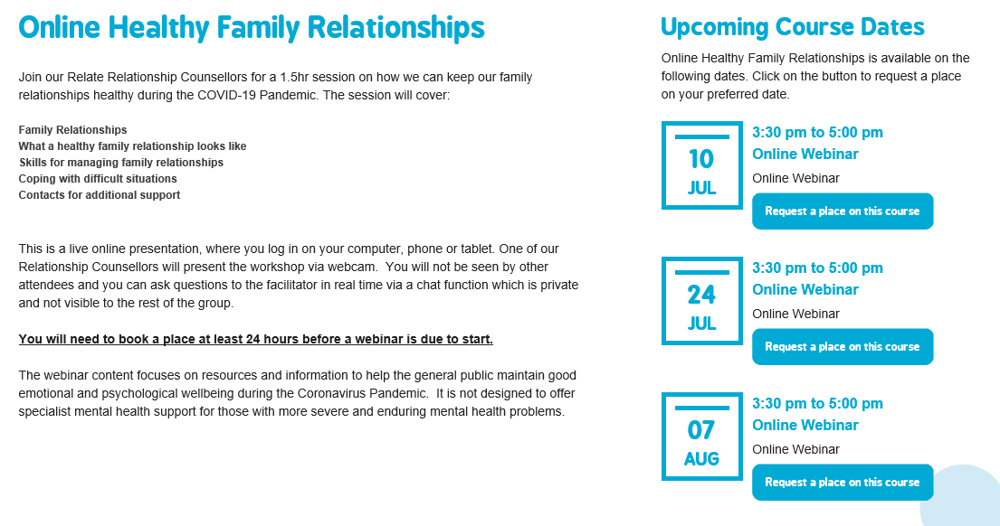 Online Healthy Family Relationships
Join our Relate Relationship Counsellors for a 1.5hr session on how we can keep our family
relationships healthy during the COVID-19 Pandemic. The session will cover:
Family Relationships
What a healthy family relationship looks like
Skills for managing family relationships
Coping with difficult situations
Contacts for additional support
This is a live online presentation, where you log in on your computer, phone or tablet. One of our
Relationship Counsellors will present the workshop via webcam.  You will not be seen by other
attendees and you can ask questions to the facilitator in real time via a chat function which is private
and not visible to the rest of the group.
You will need to book a place at least 24 hours before a webinar is due to start.
The webinar content focuses on resources and information to help the general public maintain good
emotional and psychological wellbeing during the Coronavirus Pandemic.  It is not designed to offer
specialist mental health support for those with more severe and enduring mental health problems.
Upcoming Course Dates
Online Healthy Family Relationships is available on the
following dates. Click on the button to request a place
on your preferred date.
10
JUL
3:30 pm to 5:00 pm
Online Webinar
Online Webinar
Request a place on this course
24
JUL
3:30 pm to 5:00 pm
Online Webinar
Online Webinar
Request a place on this course
07
AUG
3:30 pm to 5:00 pm
Online Webinar
Online Webinar
Request a place on this course